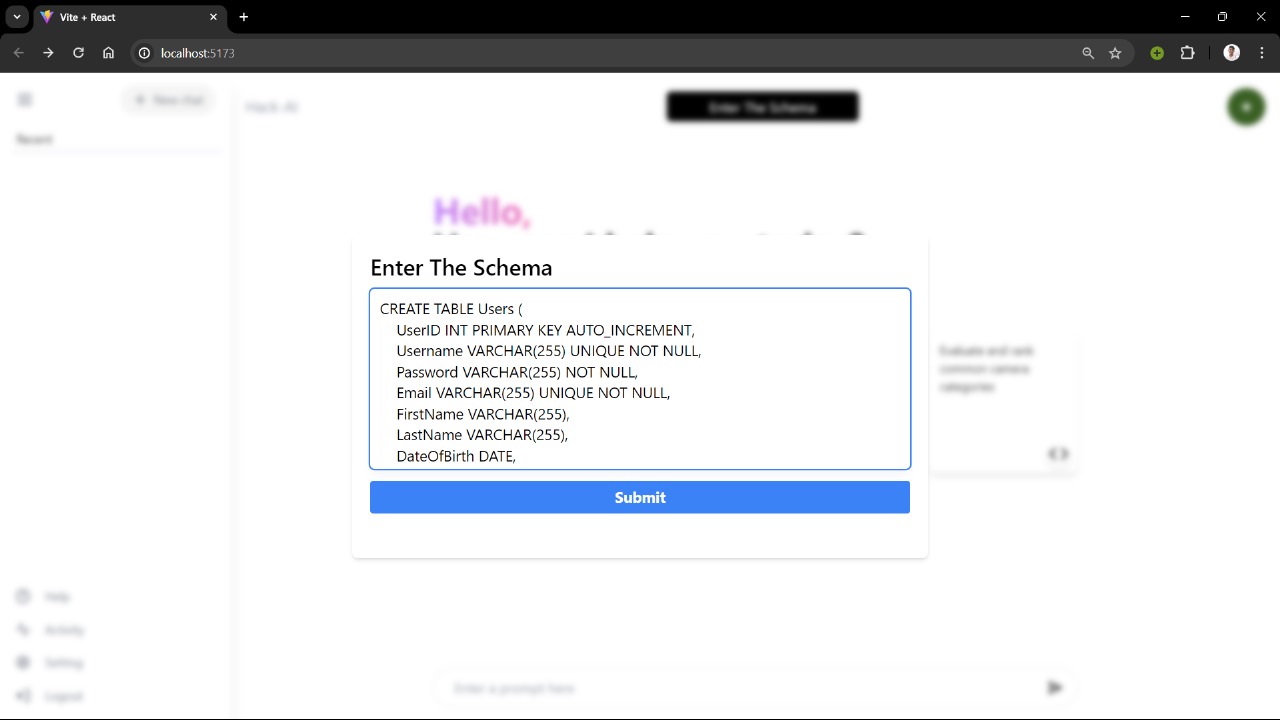 Vite + React
localhost:5173
New chat
Hack AI
Enter The Schema
Recent
Hello,
Enter The Schema
CREATE TABLE Users (
UserID INT PRIMARY KEY AUTO_INCREMENT,
Username VARCHAR(255) UNIQUE NOT NULL,
Password VARCHAR(255) NOT NULL,
Email VARCHAR(255) UNIQUE NOT NULL,
FirstName VARCHAR(255),
LastName VARCHAR(255),
DateOfBirth DATE,
Evaluate and rank
common camera
categories
Submit
Help
Activity
Setting
Logout
Enter a prompt here